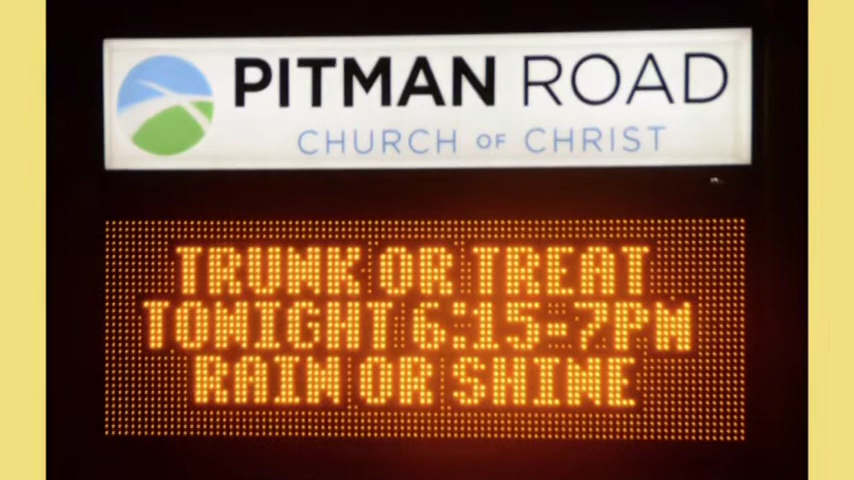 PITMAN ROAD
CHURCH OF CHRIST
TRUNK OR TREAT
TONIGHT 6:15-7PM
RAIN OR SHINE